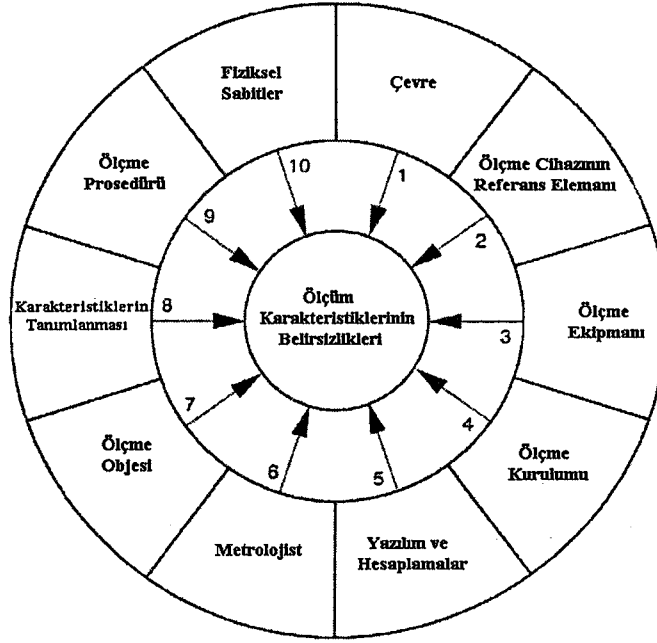 Fiziksel
Sabitler
Çevre
Ölçme
Prosedürü
10
1
Ölçme Cihazının
Referans Elemanı
9
2
Karakteristiklerin
Tanımlanması
8
Ölçüm
Karakteristiklerinin
Belirsizlikleri
3
Ölçme
Ekipmanı
7
4
Ölçme
Objesi
6
5
Ölçme
Kurulumu
Metrolojist
Yazılım ve
Hesaplamalar